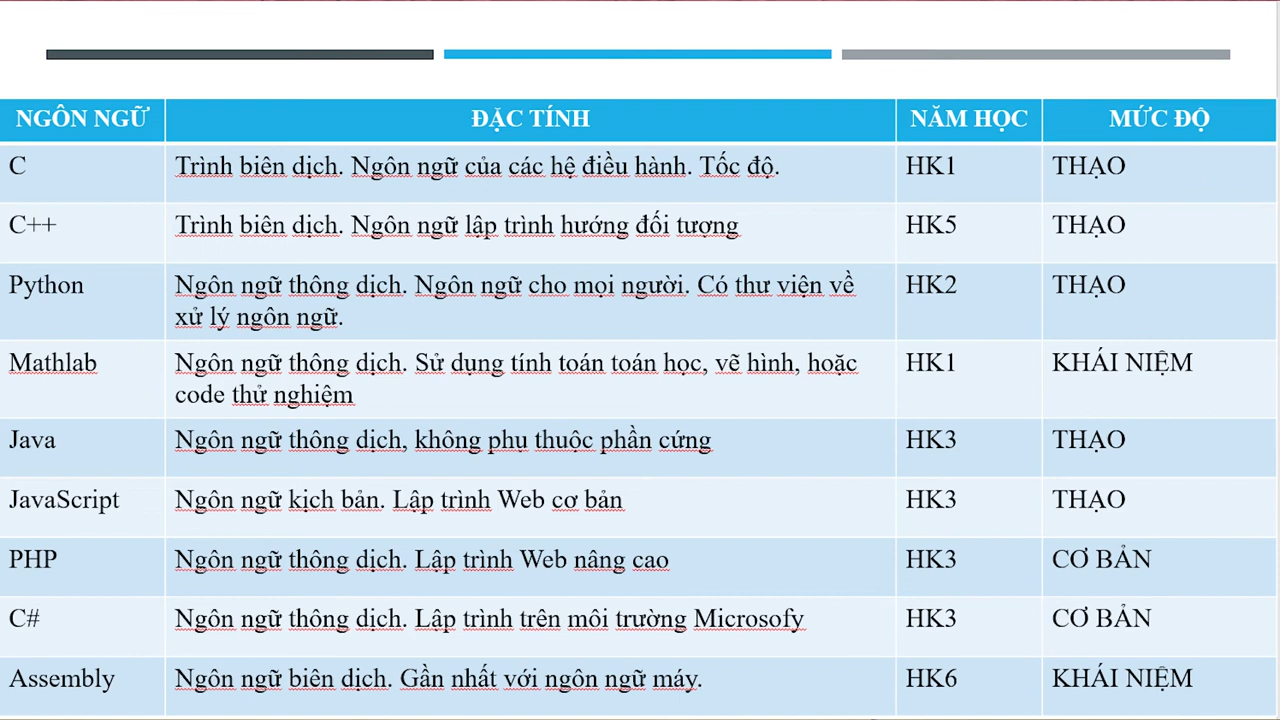 NGÔN NGỮ ĐẶC TÍNH NĂM HỌC MỨC ĐỘ
C Trình biên dịch. Ngôn ngữ của các hệ điều hành. Tốc độ. HK1 THẠO
C++ Trình biên dịch. Ngôn ngữ lập trình hướng đối tượng HK5 THẠO
Python Ngôn ngữ thông dịch. Ngôn ngữ cho mọi người. Có thư viện về HK2 THẠO
xử lý ngôn ngữ.
Mathlab Ngôn ngữ thông dịch. Sử dụng tính toán toán học, vẽ hình, hoặc HK1 KHÁI NIỆM
code thử nghiệm
Java Ngôn ngữ thông dịch, không phụ thuộc phần cứng HK3 THẠO
JavaScript Ngôn ngữ kịch bản. Lập trình Web cơ bản HK3 THẠO
PHP Ngôn ngữ thông dịch. Lập trình Web nâng cao HK3 CƠ BẢN
C# Ngôn ngữ thông dịch. Lập trình trên môi trường Microsofy HK3 CƠ BẢN
Assembly Ngôn ngữ biên dịch. Gần nhất với ngôn ngữ máy. HK6 KHÁI NIỆM